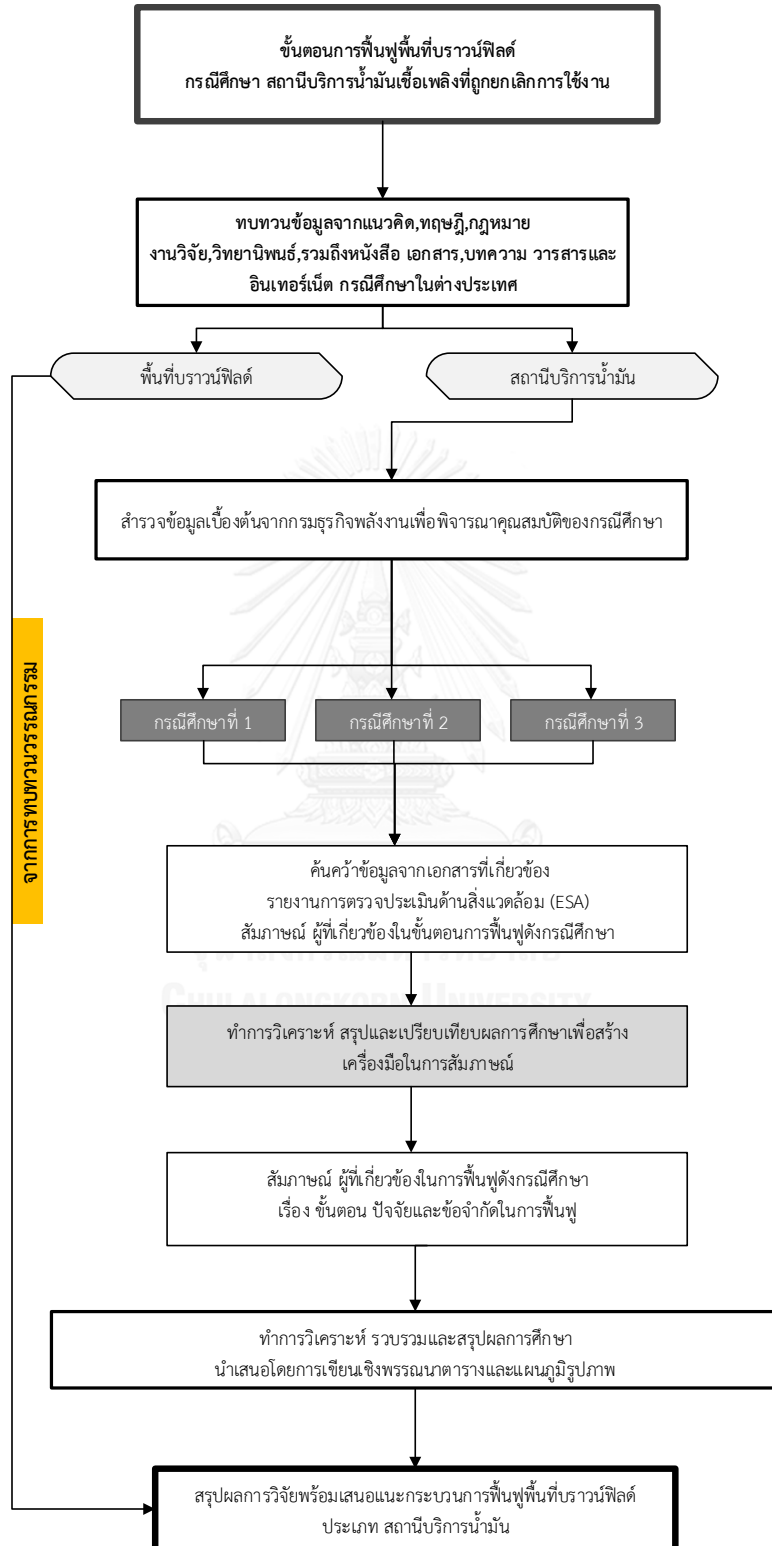 ขั้นตอนการฟื้นฟูพื้นที่บราวน์ฟิลด์
กรณีศึกษา สถานีบริการน้ำมันเชื้อเพลิงที่ถูกยกเลิกการใช้งาน
ทบทวนข้อมูลจากแนวคิด,ทฤษฎี,กฎหมาย
งานวิจัย,วิทยานิพนธ์,รวมถึงหนังสือ เอกสาร,บทความ วารสารและ
อินเทอร์เน็ต กรณีศึกษาในต่างประเทศ
พื้นที่บราวน์ฟิลด์
สถานีบริการน้ำมัน
สำรวจข้อมูลเบื้องต้นจากกรมธุรกิจพลังงานเพื่อพิจารณาคุณสมบัติของกรณีศึกษา
จากการทบทวนวรรณกรรม
กรณีศึกษาที่ 1
กรณีศึกษาที่ 2
กรณีศึกษาที่ 3
ค้นคว้าข้อมูลจากเอกสารที่เกี่ยวข้อง
รายงานการตรวจประเมินด้านสิ่งแวดล้อม (ESA)
สัมภาษณ์ ผู้ที่เกี่ยวข้องในขั้นตอนการฟื้นฟูดังกรณีศึกษา
CHULALONGKORN UNIVERSITY
ทำการวิเคราะห์ สรุปและเปรียบเทียบผลการศึกษาเพื่อสร้าง
เครื่องมือในการสัมภาษณ์
สัมภาษณ์ ผู้ที่เกี่ยวข้องในการฟื้นฟูดังกรณีศึกษา
เรื่อง ขั้นตอน ปัจจัยและข้อจำกัดในการฟื้นฟู
ทำการวิเคราะห์ รวบรวมและสรุปผลการศึกษา
นำเสนอโดยการเขียนเชิงพรรณนาตารางและแผนภูมิรูปภาพ
สรุปผลการวิจัยพร้อมเสนอแนะกระบวนการฟื้นฟูพื้นที่บราวน์ฟิลด์
ประเภท สถานีบริการน้ำมัน